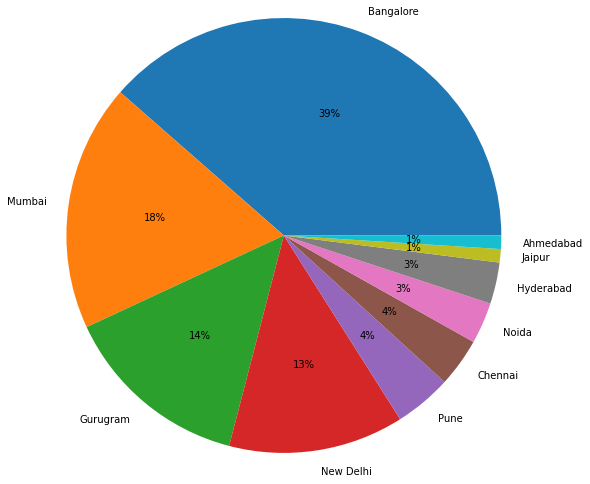 Bangalore
39%
Mumbai
18%
Gurugram
14%
New Delhi
13%
Pune
4%
Chennai
4%
Noida
3%
Hyderabad
3%
Jaipur
1%
Ahmedabad
1%